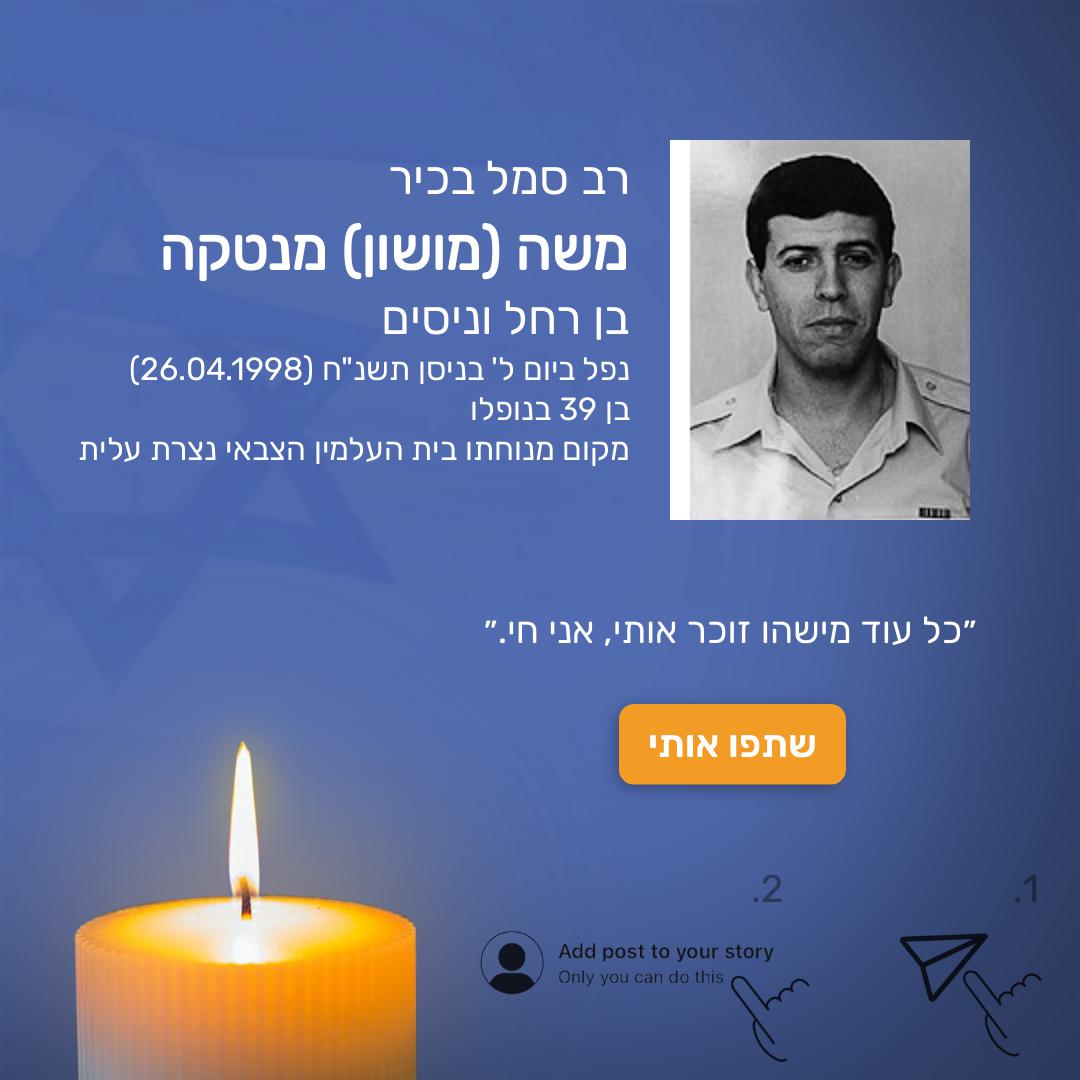 רב סמל בכיר
משה (מושון) מנטקה
בן רחל וניסים
נפל ביום ל' בניסן תשנ"ח (26.04.1998)
בן 39 בנופלו
מקום מנוחתו בית העלמין הצבאי נצרת עלית
״כל עוד מישהו זוכר אותי, אני חי.״
שתפו אותי
1.
2.
Add post to your story
Only you can do this